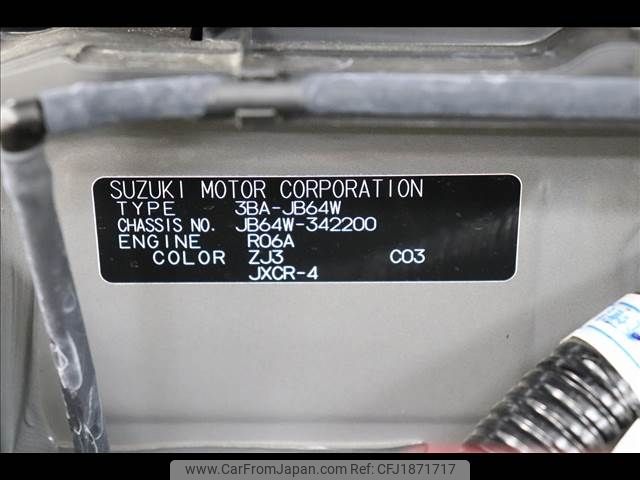 SUZUKI MOTOR CORPORATION
TYPE 3BA-JB64W
CHASSIS NO. JB64W-342200
ENGINE R06A
COLOR ZJ3 C03
JXCR-4
www.CarFromJapan.com - CFJ1871717